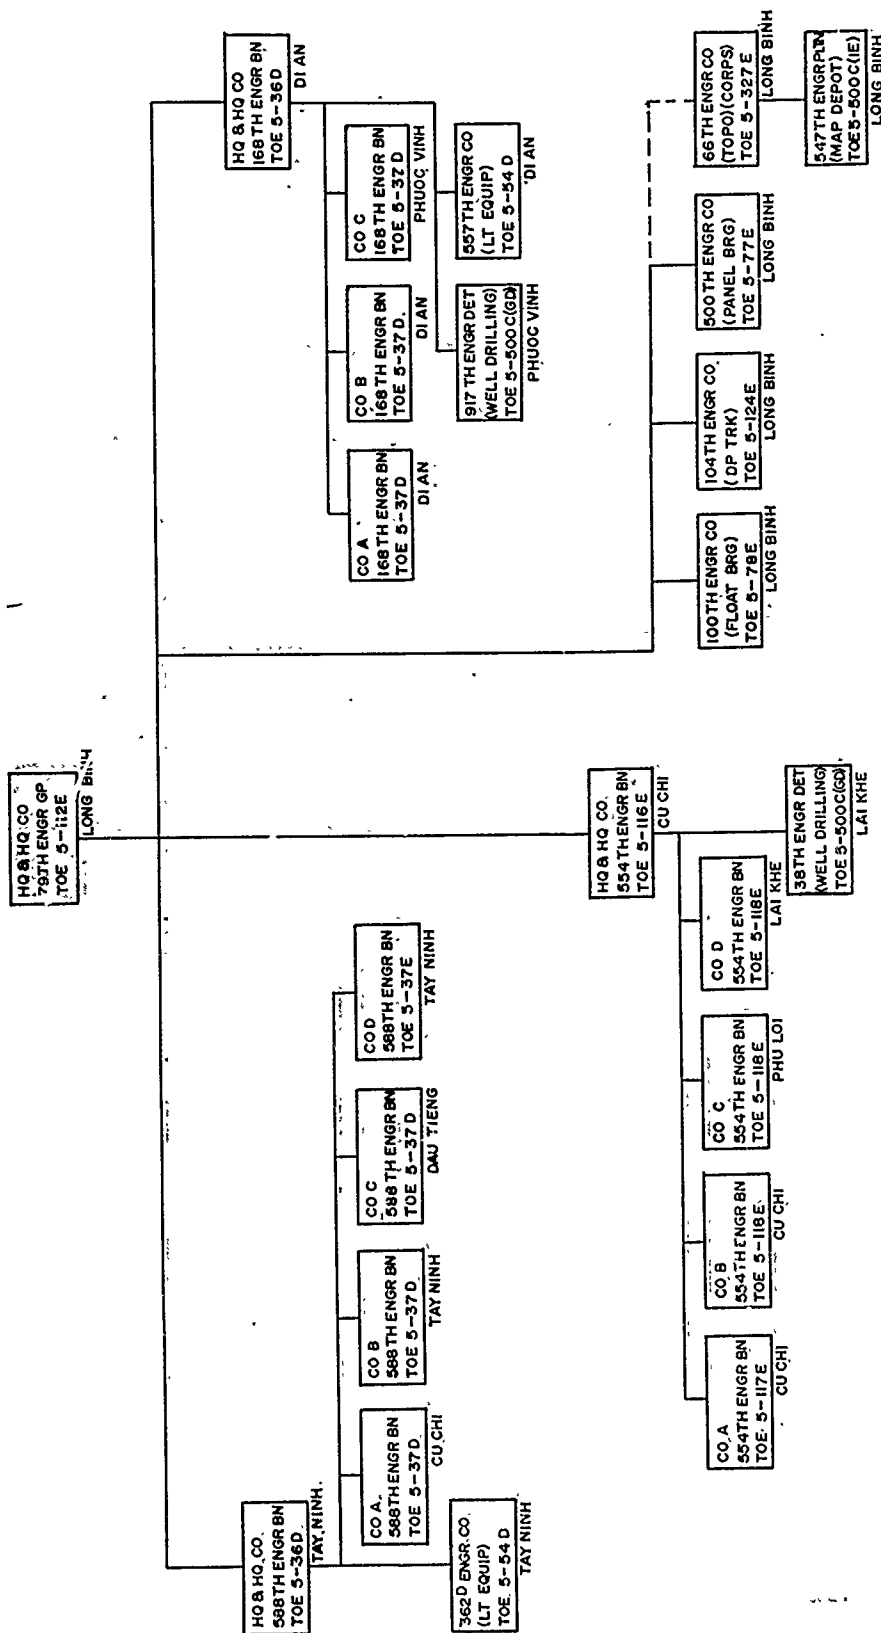 HQ & HQ CO
79TH ENGR GP
TOE 5-112E
LONG BINH
HQ & HQ CO.
588TH ENGR BN
TOE 5-36D
TAY NINH.
CO A.
588TH ENGR BN
TOE 5-37D
CU CHI
CO B
588TH ENGR BN
TOE 5-37D
TAY NINH
CO C
588TH ENGR BN
TOE 5-37D
DAU TIENG
CO D
588TH ENGR BN
TOE 5-37E
TAY NINH
362D ENGR. CO.
(LT EQUIP)
TOE 5-54D
TAY NINH
HQ & HQ CO.
554TH ENGR BN
TOE 5-116E
CU CHI
CO A
554TH ENGR BN
TOE 5-117E
CU CHI
CO B
554TH ENGR BN
TOE 5-118E
CU CHI
CO C
554TH ENGR BN
TOE 5-118E
PHU LOI
CO D
554TH ENGR BN
TOE 5-118E
LAI KHE
38TH ENGR DET
(WELL DRILLING)
TOE 5-500C(GD)
LAI KHE
HQ & HQ CO
168TH ENGR BN
TOE 5-36D
DI AN
CO A
168TH ENGR BN
TOE 5-37D
DI AN
CO B
168TH ENGR BN
TOE 5-37D.
DI AN
CO C
168TH ENGR BN
TOE 5-37D
PHUOC VINH
917TH ENGR DET
(WELL DRILLING)
TOE 5-500C(GD)
PHUOC VINH
557TH ENGR CO
(LT EQUIP)
TOE 5-54D
DI AN
100TH ENGR CO
(FLOAT BRG)
TOE 5-78E
LONG BINH
104TH ENGR CO.
(DP TRK)
TOE 5-124E
LONG BINH
500TH ENGR CO
(PANEL BRG)
TOE 5-77E
LONG BINH
66TH ENGR CO
(TOPO)(CORPS)
TOE 5-327E
LONG BINH
547TH ENGR PLTN
(MAP DEPOT)
TOE 5-500C(IE)
LONG BINH